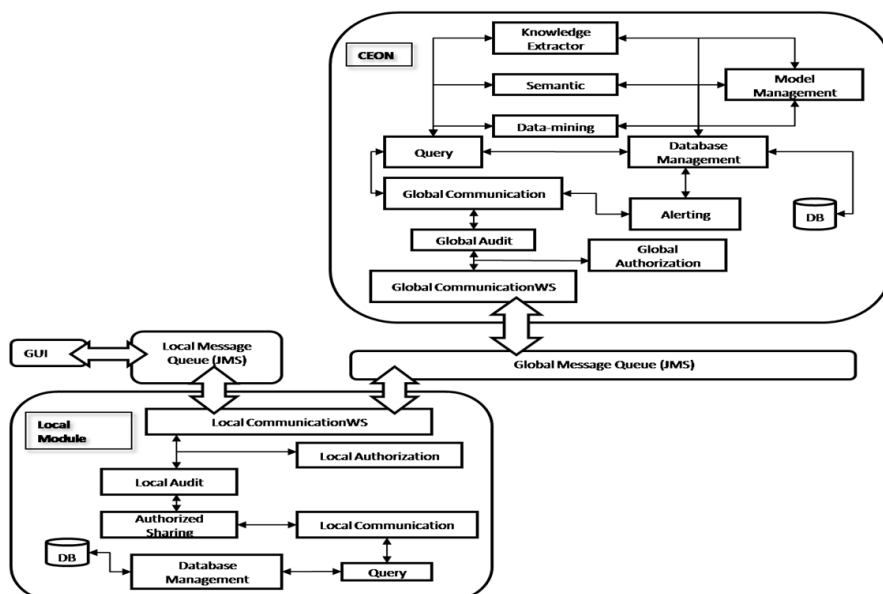 CEON
Knowledge
Extractor
Semantic
Model
Management
Data-mining
Query
Database
Management
Global Communication
Alerting
DB
Global Audit
Global
Authorization
Global CommunicationWS
GUI
Local Message
Queue (JMS)
Global Message Queue (JMS)
Local
Module
Local CommunicationWS
Local Authorization
Local Audit
Authorized
Sharing
Local Communication
DB
Database
Management
Query